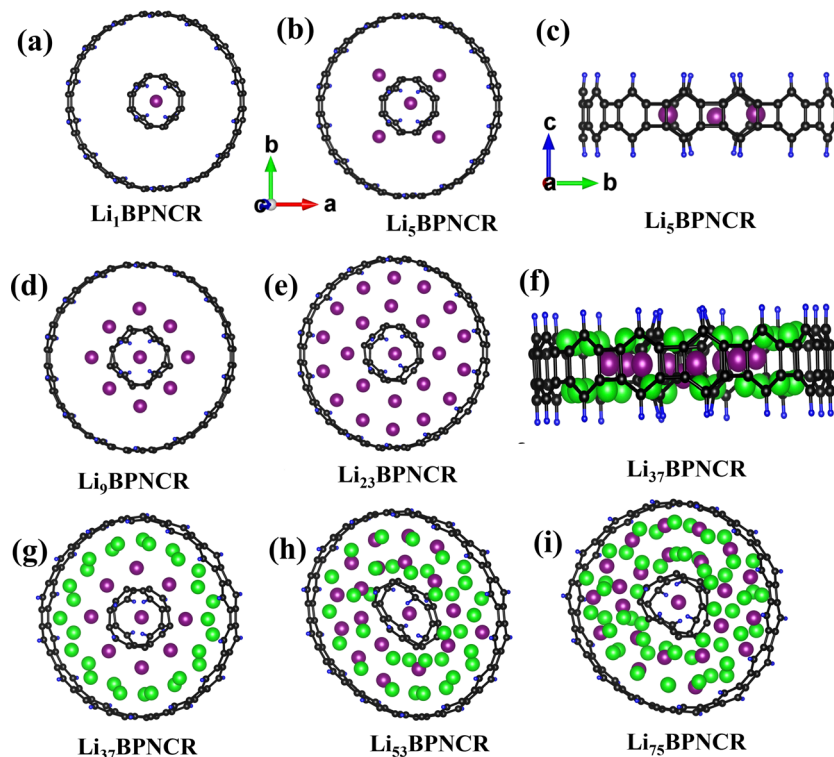 (a)
(b)
(c)
b
c
a
c
a
b
Li₁BPNCR
Li₅BPNCR
Li₅BPNCR
(d)
(e)
(f)
Li₉BPNCR
Li₂₃BPNCR
Li₃₇BPNCR
(g)
(h)
(i)
Li₃₇BPNCR
Li₅₃BPNCR
Li₇₅BPNCR